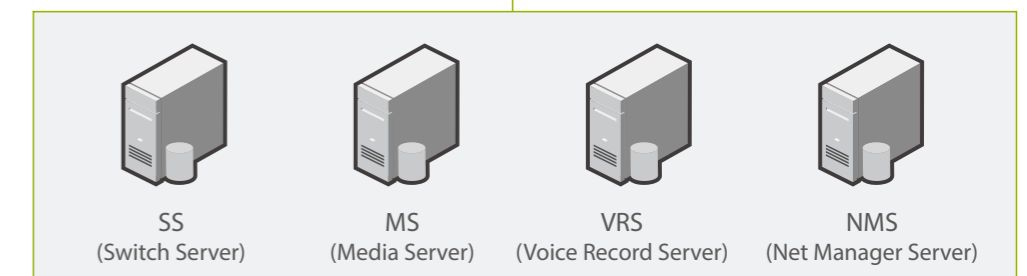 SS
(Switch Server)
MS
(Media Server)
VRS
(Voice Record Server)
NMS
(Net Manager Server)